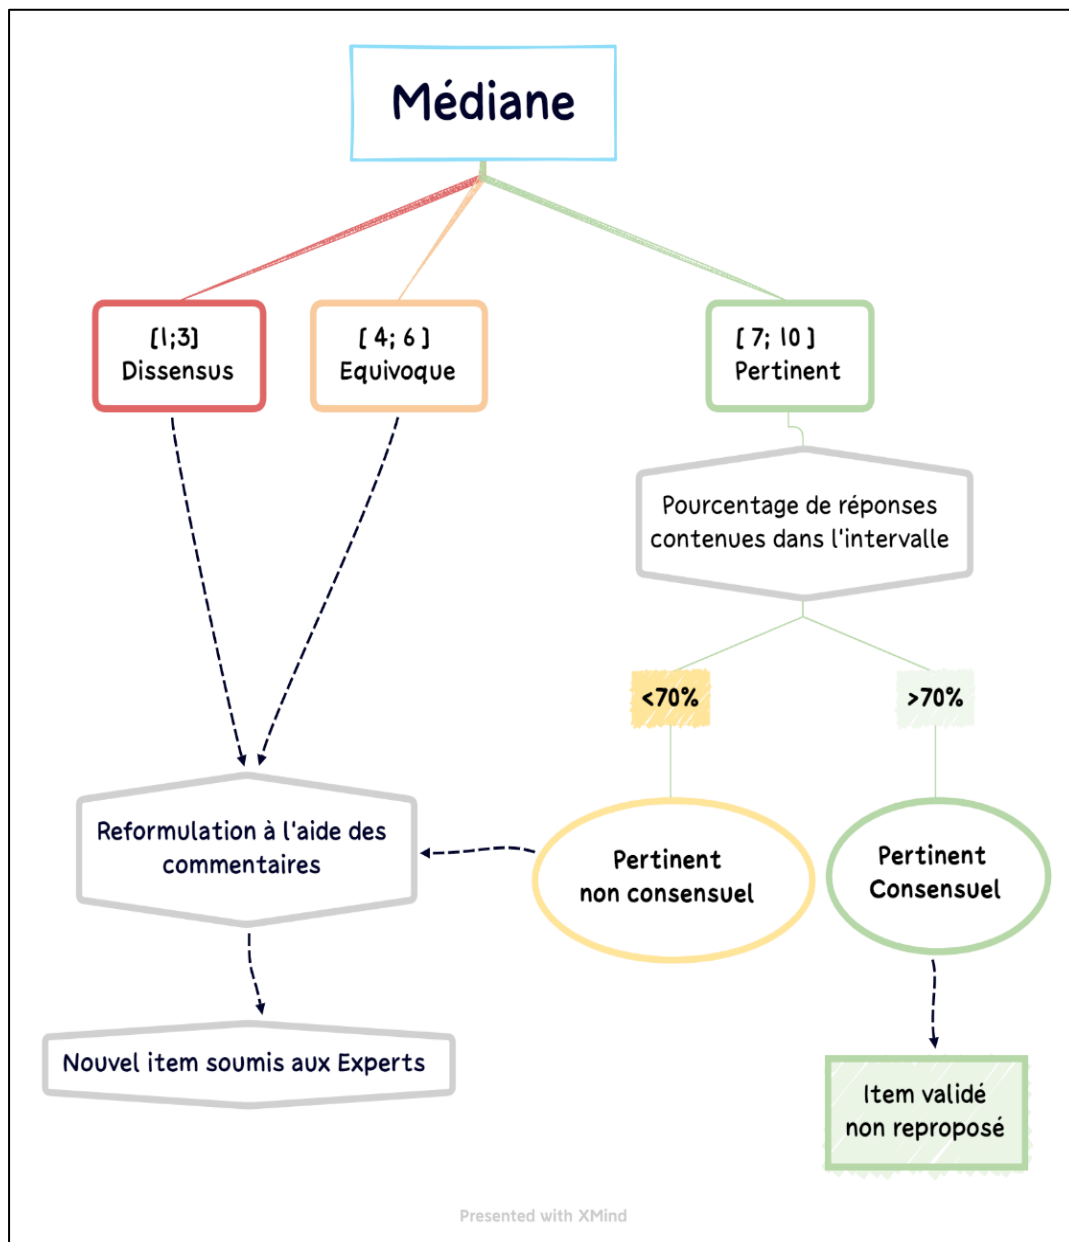 Médiane
[1;3]
Dissensus
[ 4; 6 ]
Equivoque
[ 7; 10 ]
Pertinent
Pourcentage de réponses
contenues dans l'intervalle
<70%
>70%
Reformulation à l'aide des
commentaires
Pertinent
non consensuel
Pertinent
Consensuel
Nouvel item soumis aux Experts
Item validé
non reproposé
Presented with XMind